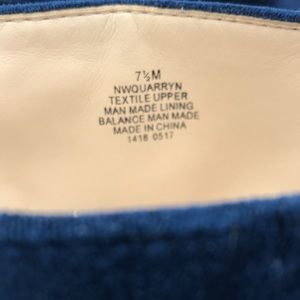 7½M
NWQUARRYN
TEXTILE UPPER
MAN MADE LINING
BALANCE MAN MADE
MADE IN CHINA
1418 0517